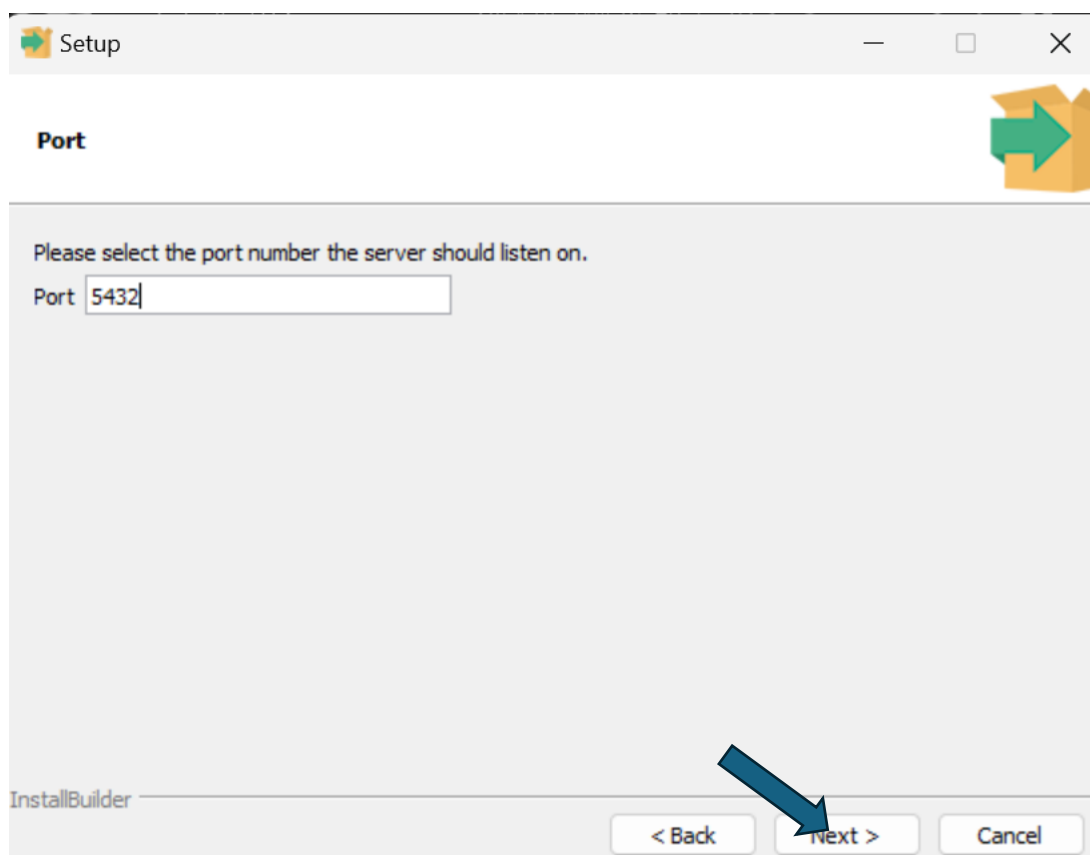 Setup
Port
Please select the port number the server should listen on.
Port 5432
InstallBuilder
< Back Next > Cancel